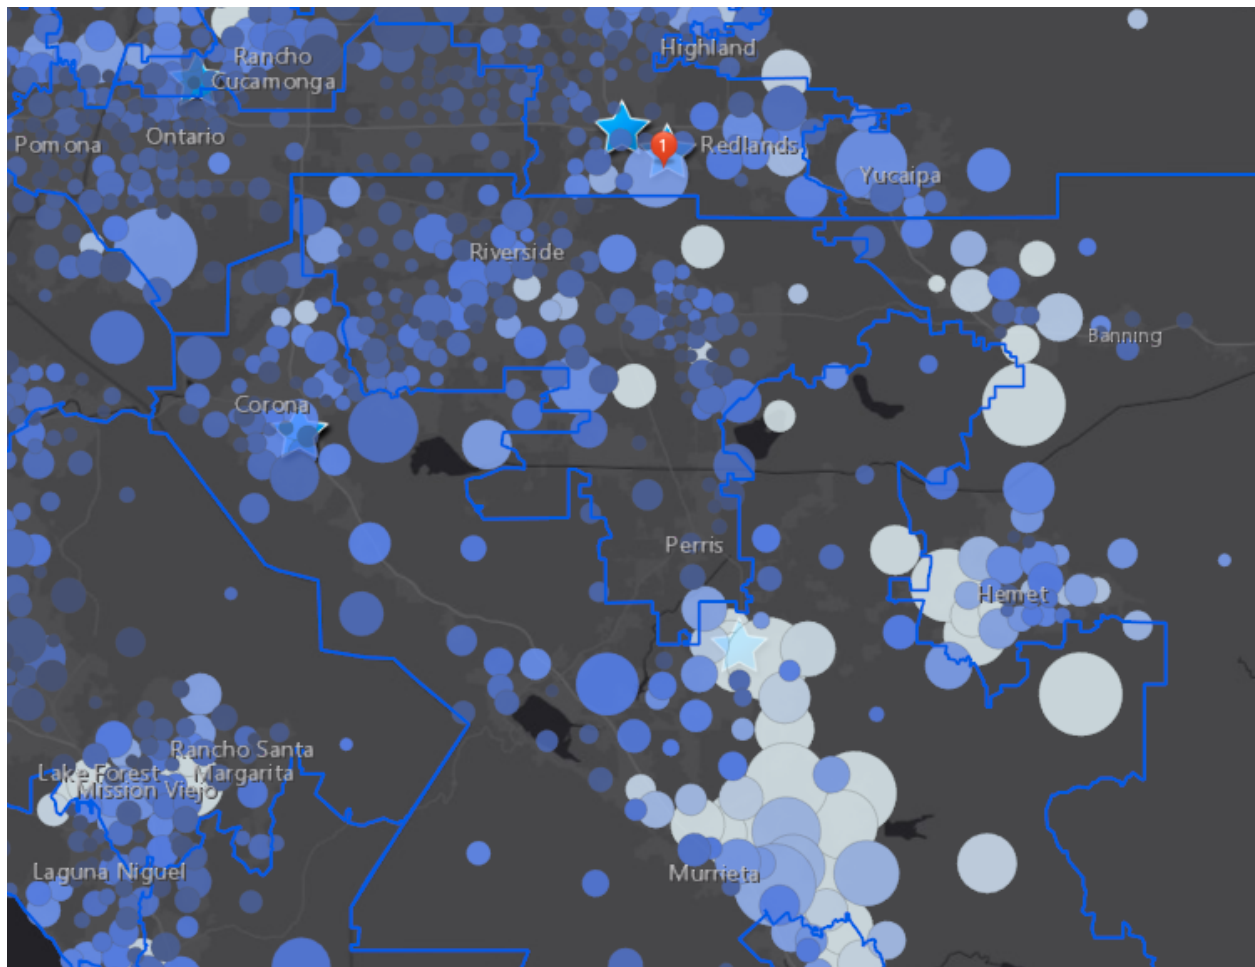 Highland
Rancho
Cucamonga
Ontario
Pomona
1
Redlands
Yucaipa
Riverside
Banning
Corona
Perris
Hemet
Rancho Santa
Margarita
Lake Forest
Mission Viejo
Laguna Niguel
Murrieta